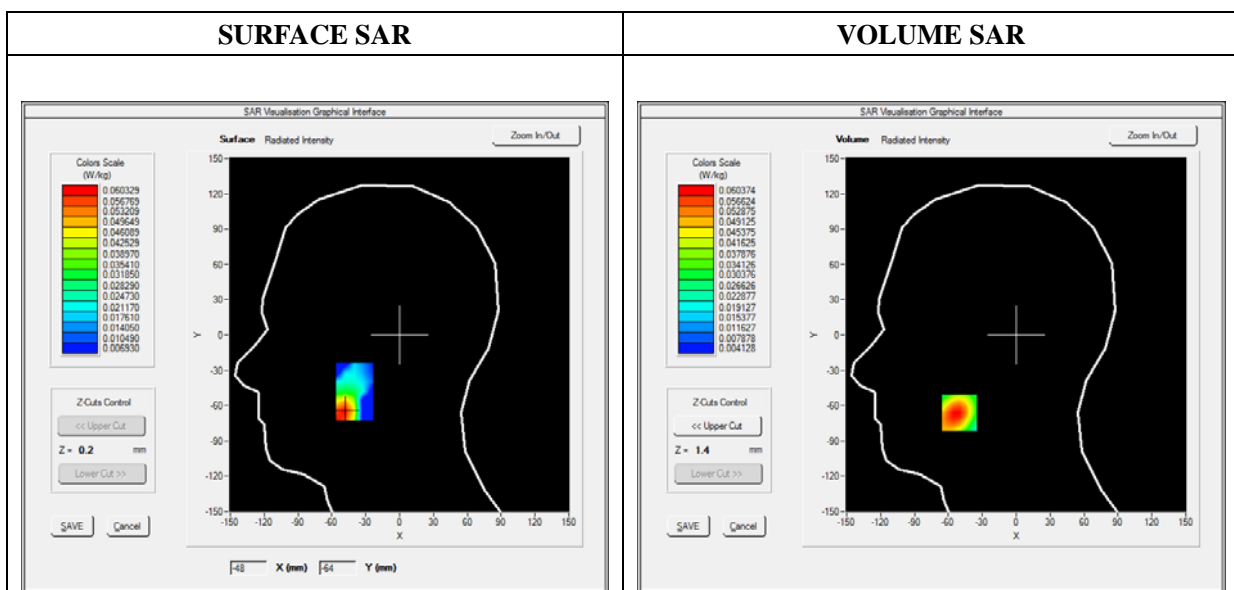 SURFACE SAR
VOLUME SAR
SAR Visualisation Graphical Interface
Surface Radiated Intensity
Zoom In/Out
Colors Scale
(W/kg)
0.060329
0.056769
0.053209
0.049649
0.046089
0.042529
0.038970
0.035410
0.031850
0.028290
0.024730
0.021170
0.017610
0.014050
0.010490
0.006930
Z-Cuts Control
<< Upper Cut
Z = 0.2 mm
Lower Cut >>
SAVE Cancel
150
120
90
60
30
0
-30
-60
-90
-120
-150
Y
-150 -120 -90 -60 -30 0 30 60 90 120 150
X
-48 X (mm) -64 Y (mm)
SAR Visualisation Graphical Interface
Volume Radiated Intensity
Zoom In/Out
Colors Scale
(W/kg)
0.060374
0.056624
0.052875
0.049125
0.045375
0.041625
0.037876
0.034126
0.030376
0.026626
0.022877
0.019127
0.015377
0.011627
0.007878
0.004128
Z-Cuts Control
<< Upper Cut
Z = 1.4 mm
Lower Cut >>
SAVE Cancel
150
120
90
60
30
0
-30
-60
-90
-120
-150
Y
-150 -120 -90 -60 -30 0 30 60 90 120 150
X